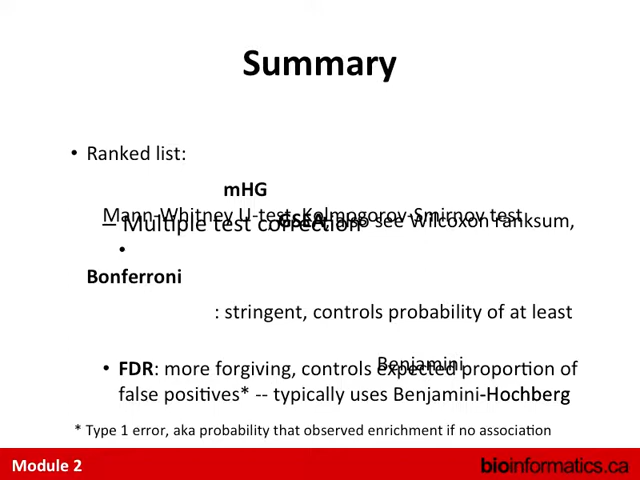 Summary
• Ranked list:
mHG
Mann-Whitney U-test, Kolmogorov-Smirnov test
GSEA, also see Wilcoxon ranksum,
– Multiple test correction
•
Bonferroni
: stringent, controls probability of at least
Benjamini
• FDR: more forgiving, controls expected proportion of
false positives* -- typically uses Benjamini-Hochberg
* Type 1 error, aka probability that observed enrichment if no association
Module 2
bioinformatics.ca